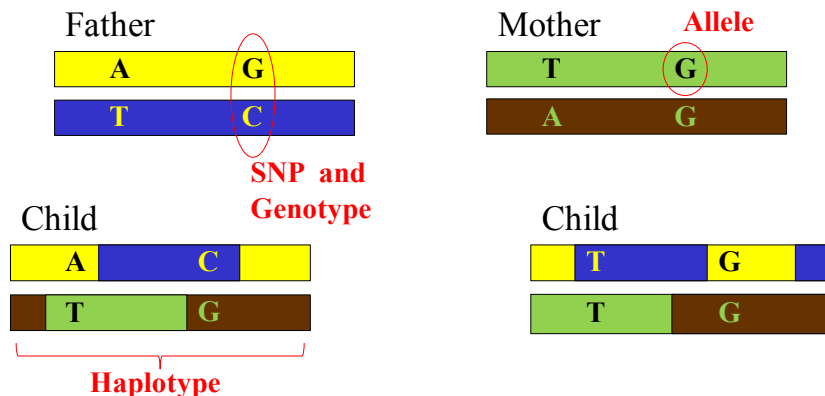 Father
A G
T C
SNP and
Genotype
Mother
Allele
T G
A G
Child
A C
T G
Haplotype
Child
T G
T G